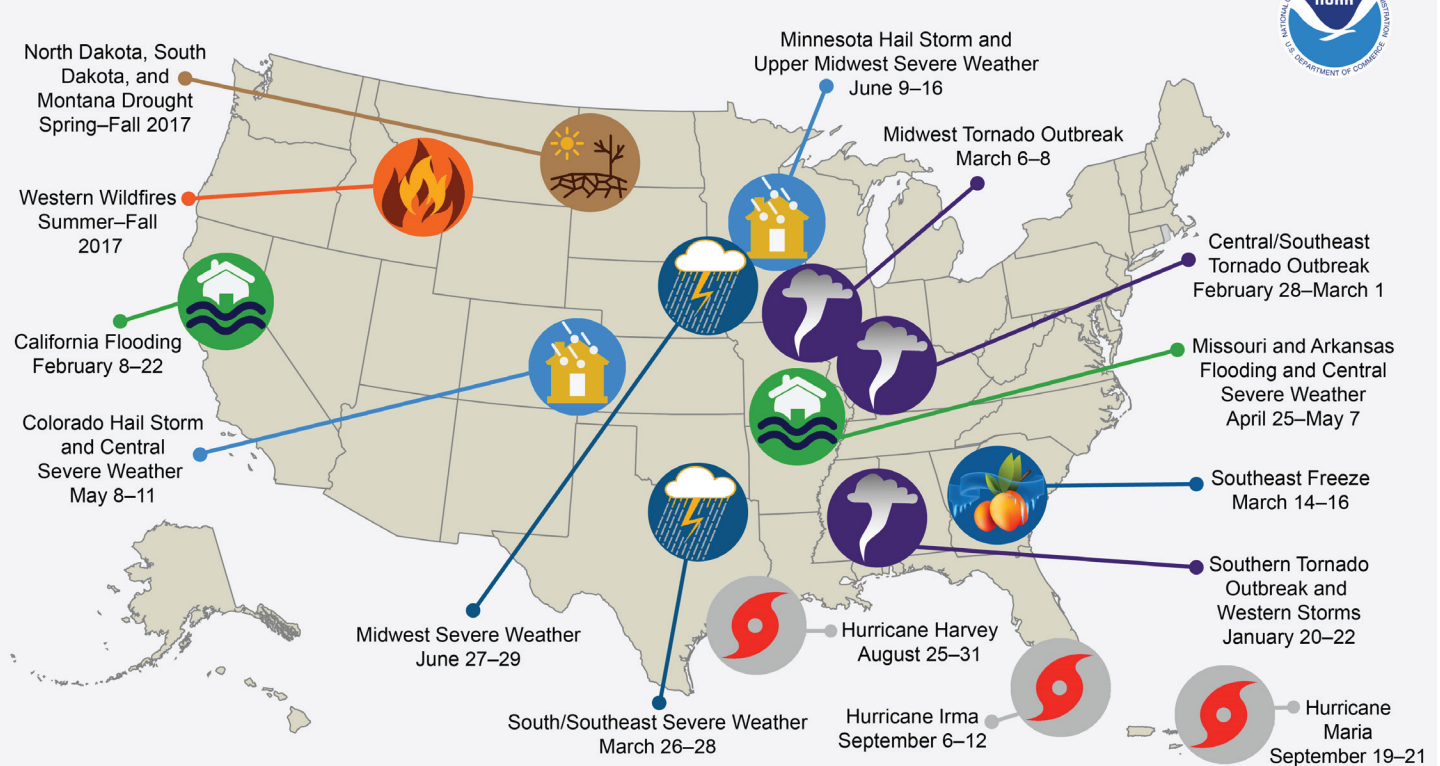 North Dakota, South
Dakota, and
Montana Drought
Spring–Fall 2017
Western Wildfires
Summer–Fall
2017
California Flooding
February 8–22
Colorado Hail Storm
and Central
Severe Weather
May 8–11
Midwest Severe Weather
June 27–29
South/Southeast Severe Weather
March 26–28
Minnesota Hail Storm and
Upper Midwest Severe Weather
June 9–16
Midwest Tornado Outbreak
March 6–8
Central/Southeast
Tornado Outbreak
February 28–March 1
Missouri and Arkansas
Flooding and Central
Severe Weather
April 25–May 7
Southeast Freeze
March 14–16
Southern Tornado
Outbreak and
Western Storms
January 20–22
Hurricane Harvey
August 25–31
Hurricane Irma
September 6–12
Hurricane
Maria
September 19–21
U.S. DEPARTMENT OF COMMERCE